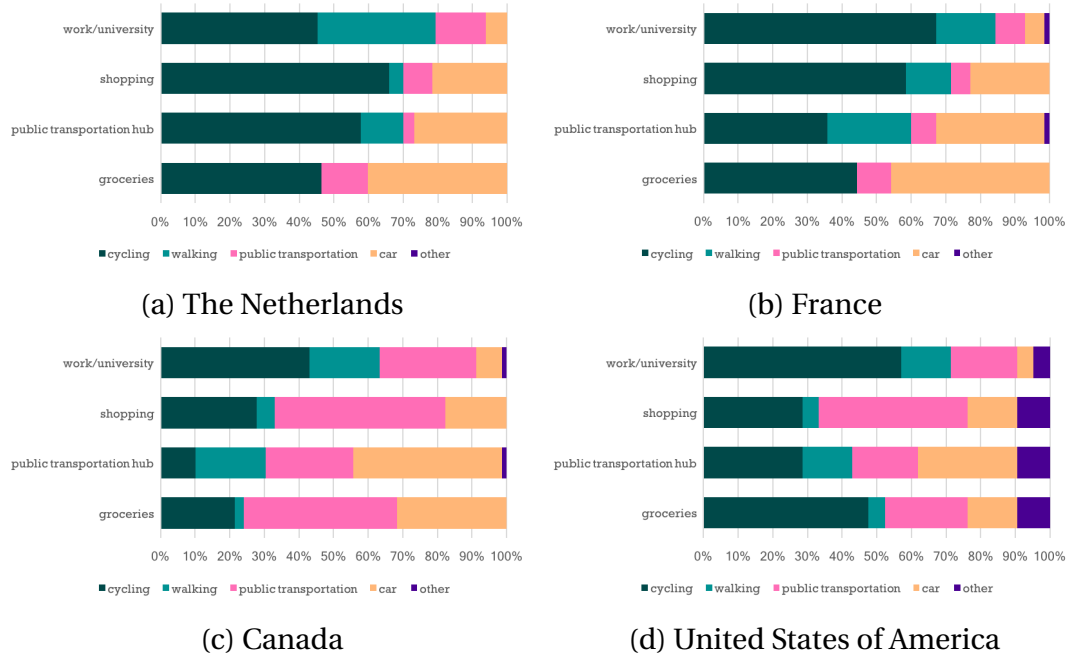 work/university
shopping
public transportation hub
groceries
0% 10% 20% 30% 40% 50% 60% 70% 80% 90% 100%
cycling walking public transportation car other
(a) The Netherlands
work/university
shopping
public transportation hub
groceries
0% 10% 20% 30% 40% 50% 60% 70% 80% 90% 100%
cycling walking public transportation car other
(b) France
work/university
shopping
public transportation hub
groceries
0% 10% 20% 30% 40% 50% 60% 70% 80% 90% 100%
cycling walking public transportation car other
(c) Canada
work/university
shopping
public transportation hub
groceries
0% 10% 20% 30% 40% 50% 60% 70% 80% 90% 100%
cycling walking public transportation car other
(d) United States of America